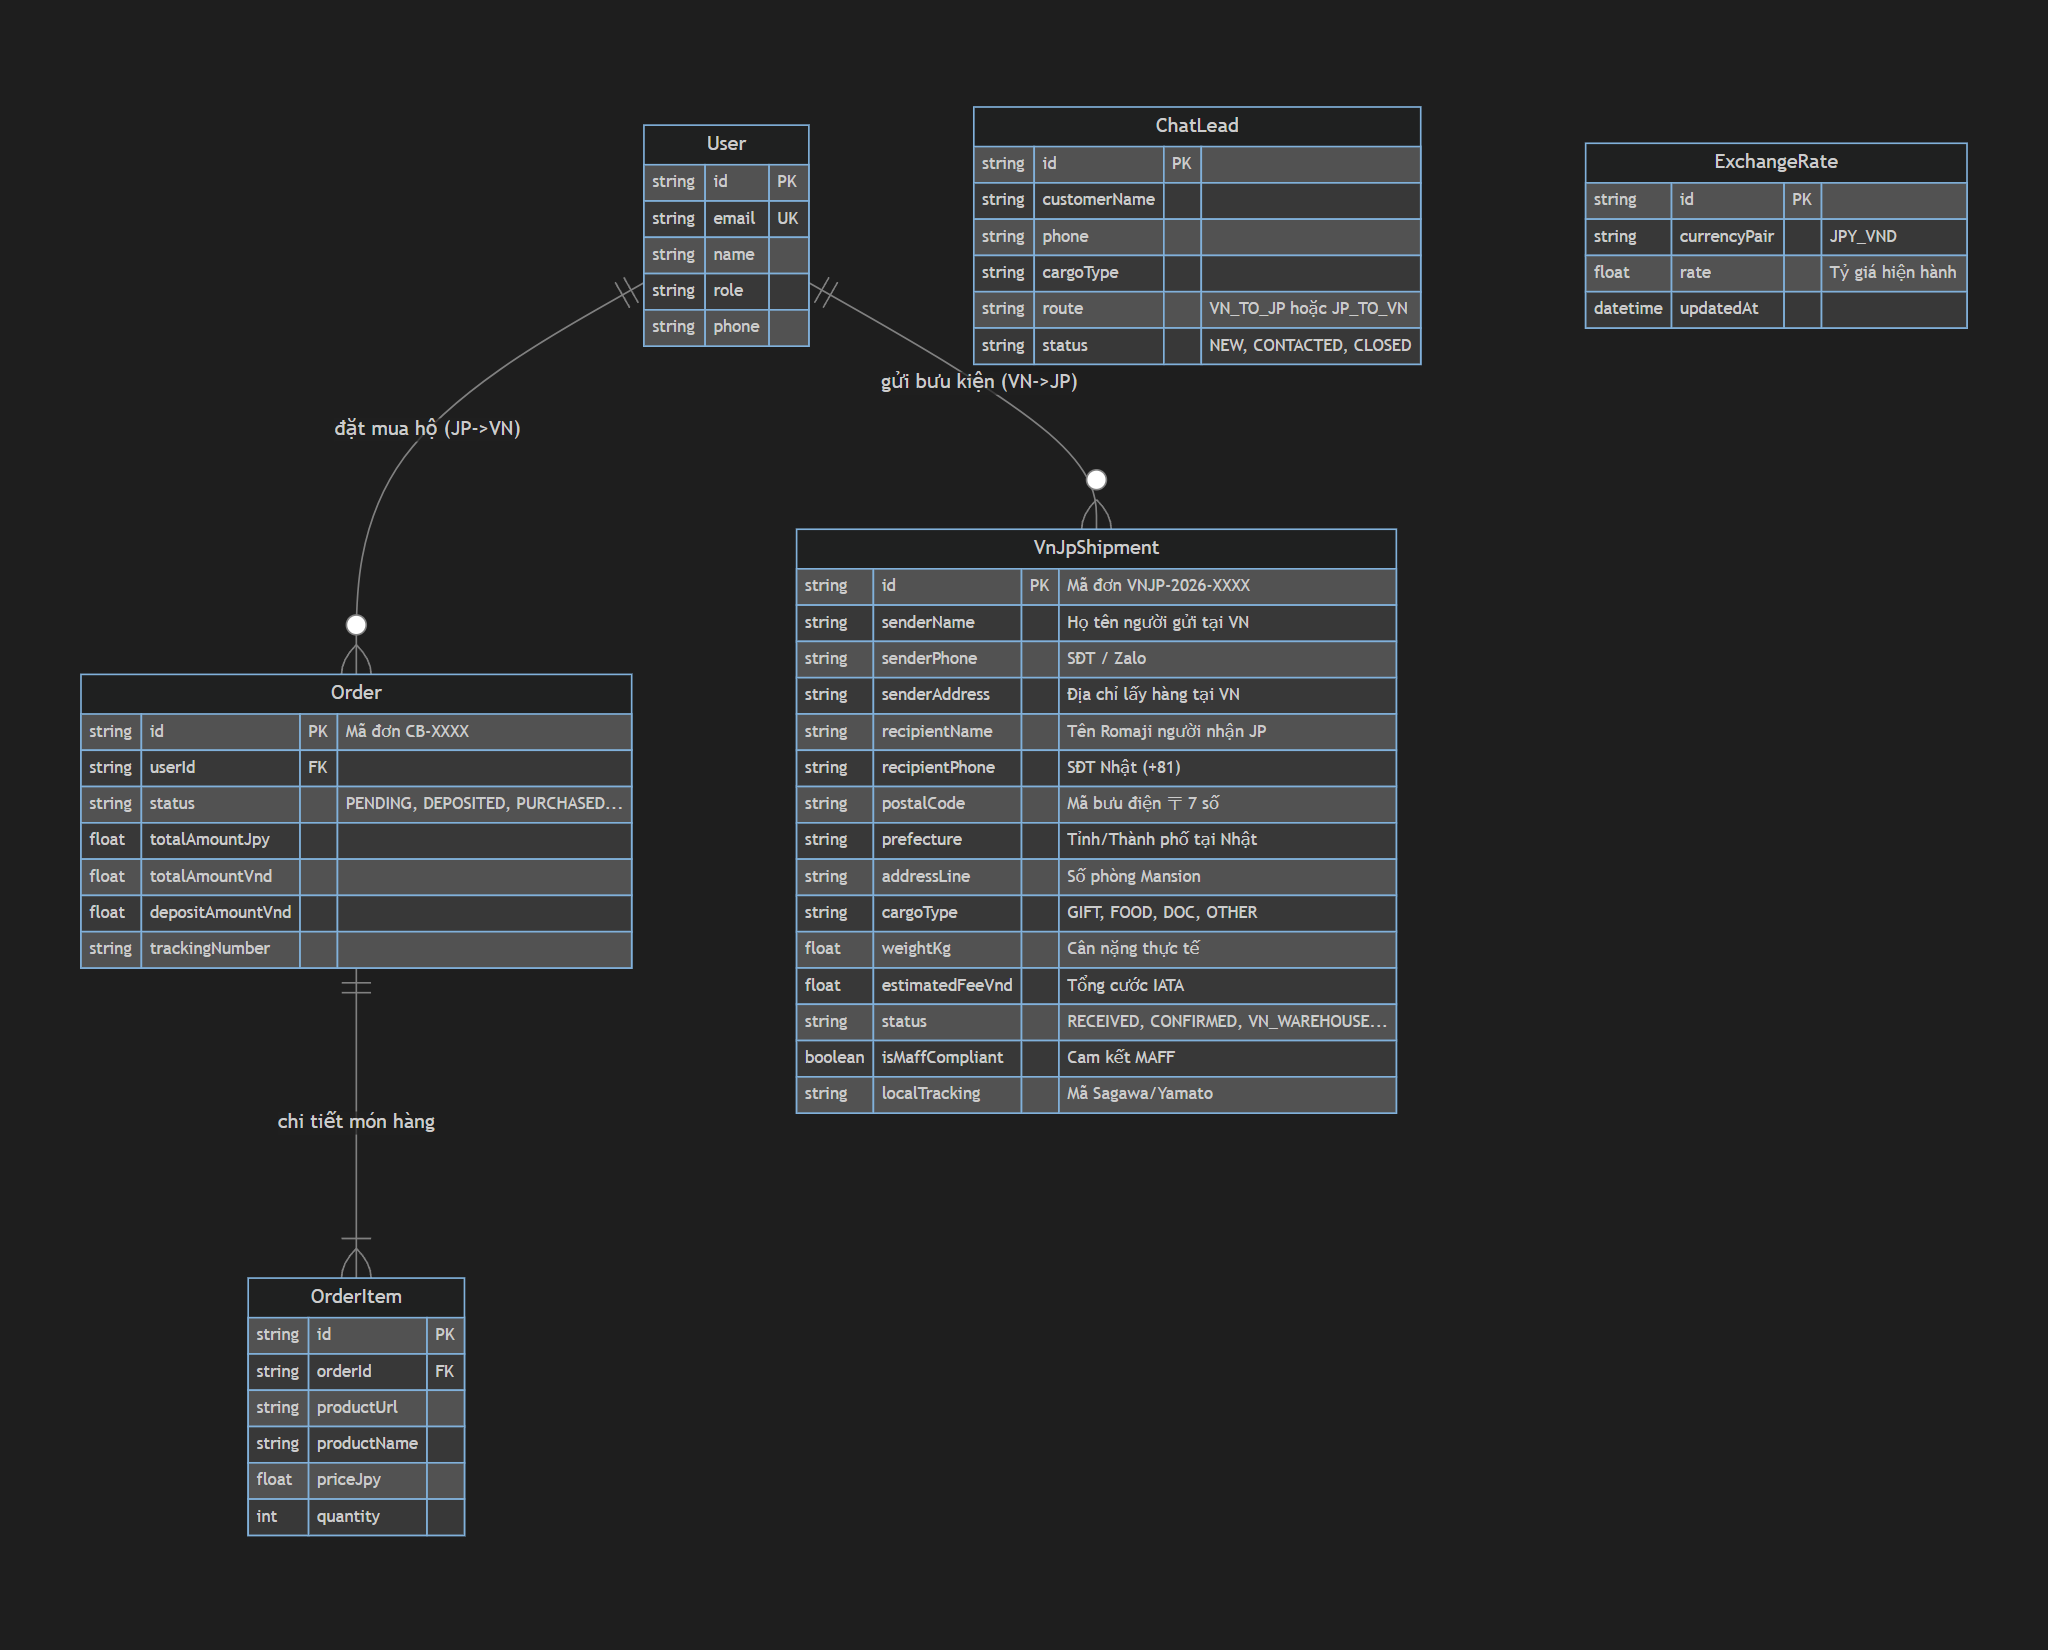 User
string id PK
string email UK
string name
string role
string phone
ChatLead
string id PK
string customerName
string phone
string cargoType
string route VN_TO_JP hoặc JP_TO_VN
string status NEW, CONTACTED, CLOSED
ExchangeRate
string id PK
string currencyPair JPY_VND
float rate Tỷ giá hiện hành
datetime updatedAt
đặt mua hộ (JP->VN)
gửi bưu kiện (VN->JP)
Order
string id PK Mã đơn CB-XXXX
string userId FK
string status PENDING, DEPOSITED, PURCHASED...
float totalAmountJpy
float totalAmountVnd
float depositAmountVnd
string trackingNumber
VnJpShipment
string id PK Mã đơn VNJP-2026-XXXX
string senderName Họ tên người gửi tại VN
string senderPhone SĐT / Zalo
string senderAddress Địa chỉ lấy hàng tại VN
string recipientName Tên Romaji người nhận JP
string recipientPhone SĐT Nhật (+81)
string postalCode Mã bưu điện 〒 7 số
string prefecture Tỉnh/Thành phố tại Nhật
string addressLine Số phòng Mansion
string cargoType GIFT, FOOD, DOC, OTHER
float weightKg Cân nặng thực tế
float estimatedFeeVnd Tổng cước IATA
string status RECEIVED, CONFIRMED, VN_WAREHOUSE...
boolean isMaffCompliant Cam kết MAFF
string localTracking Mã Sagawa/Yamato
chi tiết món hàng
OrderItem
string id PK
string orderId FK
string productUrl
string productName
float priceJpy
int quantity